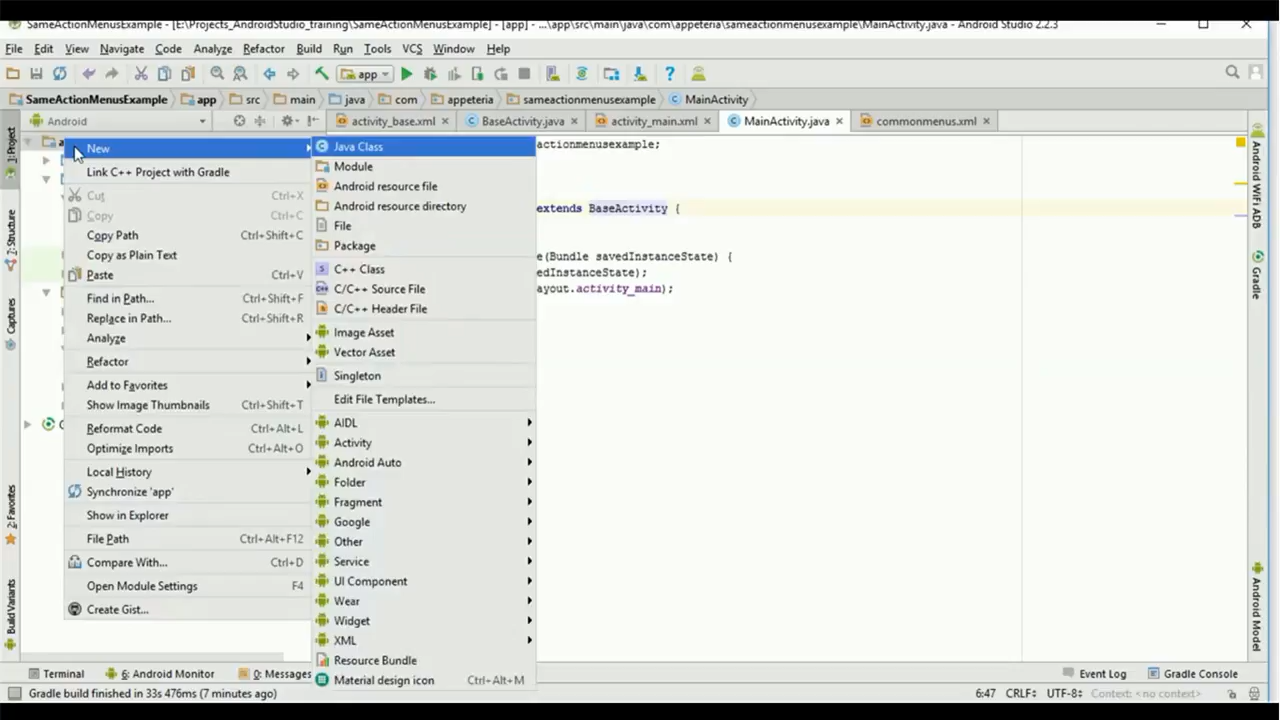 SameActionMenusExample - [E:\Projects_AndroidStudio_training\SameActionMenusExample] - [app] - ...\app\src\main\java\com\appeteria\sameactionmenusexample\MainActivity.java - Android Studio 2.2.3
File Edit View Navigate Code Analyze Refactor Build Run Tools VCS Window Help
app
SameActionMenusExample app src main java com appeteria sameactionmenusexample MainActivity
Android activity_base.xml BaseActivity.java activity_main.xml MainActivity.java commonmenus.xml
1: Project
7: Structure
Captures
2: Favorites
Build Variants
New
Link C++ Project with Gradle
Cut Ctrl+X
Copy Ctrl+C
Copy Path Ctrl+Shift+C
Copy as Plain Text
Paste Ctrl+V
Find in Path... Ctrl+Shift+F
Replace in Path... Ctrl+Shift+R
Analyze
Refactor
Add to Favorites
Show Image Thumbnails Ctrl+Shift+T
Reformat Code Ctrl+Alt+L
Optimize Imports Ctrl+Alt+O
Local History
Synchronize 'app'
Show in Explorer
File Path Ctrl+Alt+F12
Compare With... Ctrl+D
Open Module Settings F4
Create Gist...
Java Class
Module
Android resource file
Android resource directory
File
Package
C++ Class
C/C++ Source File
C/C++ Header File
Image Asset
Vector Asset
Singleton
Edit File Templates...
AIDL
Activity
Android Auto
Folder
Fragment
Google
Other
Service
UI Component
Wear
Widget
XML
Resource Bundle
Material design icon Ctrl+Alt+M
actionmenusexample;
extends BaseActivity {
e(Bundle savedInstanceState) {
edInstanceState);
ayout.activity_main);
Android WiFi ADB
Gradle
Android Model
Terminal 6: Android Monitor 0: Messages Event Log Gradle Console
Gradle build finished in 33s 476ms (7 minutes ago) 6:47 CRLF÷ UTF-8÷ Context: <no context>